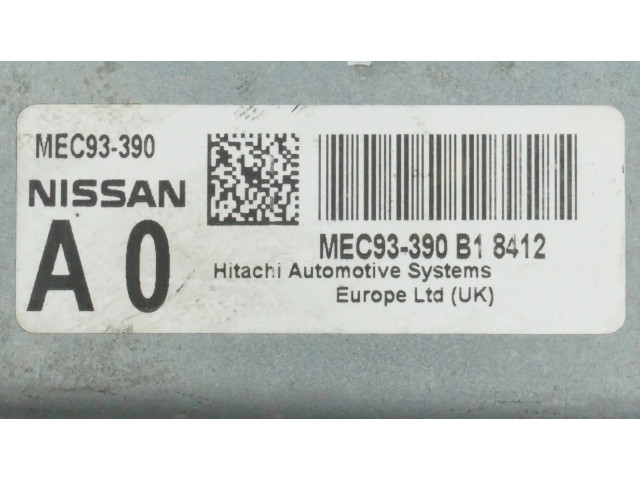 MEC93-390
NISSAN
A 0
MEC93-390 B1 8412
Hitachi Automotive Systems
Europe Ltd (UK)